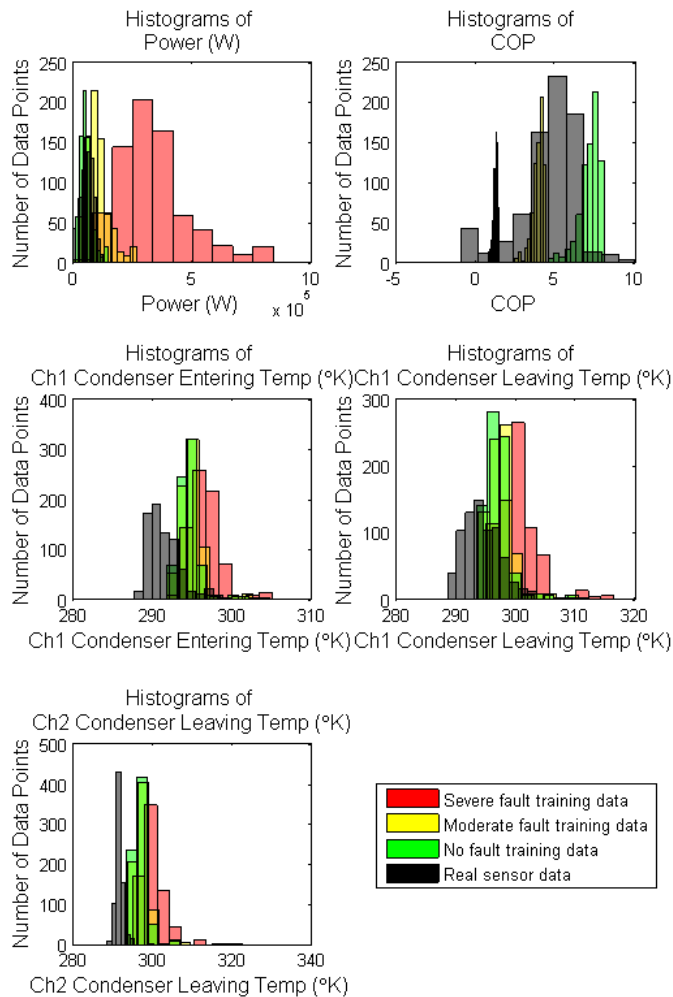 Histograms of Histograms of
Power (W) COP
Number of Data Points
250
200
150
100
50
0
0 5 10
x 10^5
Power (W)
Number of Data Points
250
200
150
100
50
0
-5 0 5 10
COP
Histograms of Histograms of
Ch1 Condenser Entering Temp (°K) Ch1 Condenser Leaving Temp (°K)
Number of Data Points
400
300
200
100
0
280 290 300 310
Ch1 Condenser Entering Temp (°K)
Number of Data Points
300
200
100
0
280 290 300 310 320
Ch1 Condenser Leaving Temp (°K)
Histograms of
Ch2 Condenser Leaving Temp (°K)
Number of Data Points
500
400
300
200
100
0
280 300 320 340
Ch2 Condenser Leaving Temp (°K)
Severe fault training data
Moderate fault training data
No fault training data
Real sensor data